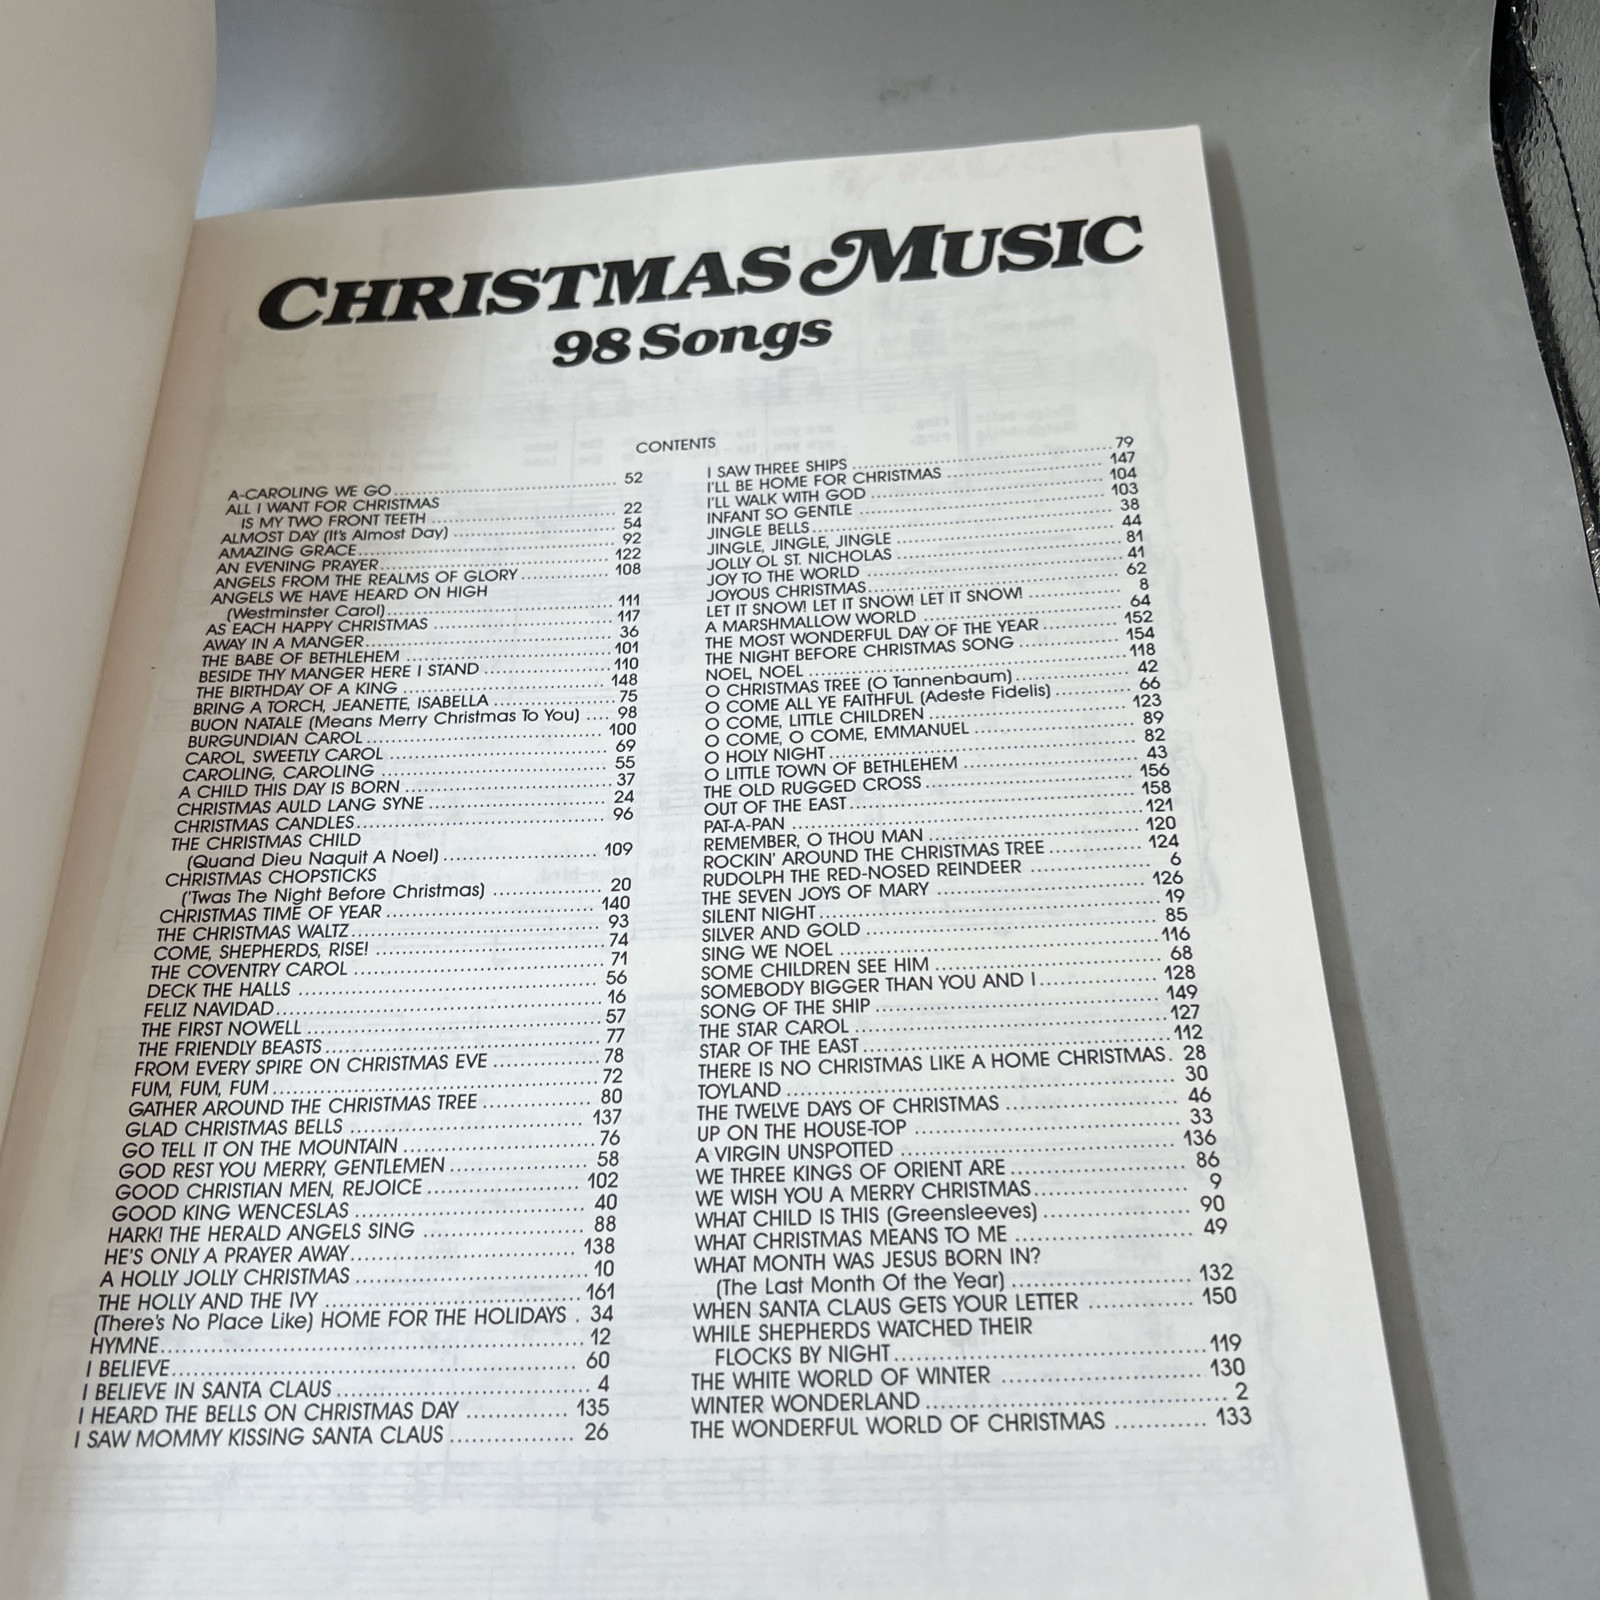 CHRISTMAS MUSIC
98 Songs
CONTENTS
A-CAROLING WE GO 52
ALL I WANT FOR CHRISTMAS
IS MY TWO FRONT TEETH 22
ALMOST DAY (It's Almost Day) 54
AMAZING GRACE 92
AN EVENING PRAYER 122
ANGELS FROM THE REALMS OF GLORY 108
ANGELS WE HAVE HEARD ON HIGH
(Westminster Carol) 111
AS EACH HAPPY CHRISTMAS 117
AWAY IN A MANGER 36
THE BABE OF BETHLEHEM 101
BESIDE THY MANGER HERE I STAND 110
THE BIRTHDAY OF A KING 148
BRING A TORCH, JEANETTE, ISABELLA 75
BUON NATALE (Means Merry Christmas To You) 98
BURGUNDIAN CAROL 100
CAROL, SWEETLY CAROL 69
CAROLING, CAROLING 55
A CHILD THIS DAY IS BORN 37
CHRISTMAS AULD LANG SYNE 24
CHRISTMAS CANDLES 96
THE CHRISTMAS CHILD
(Quand Dieu Naquit A Noel) 109
CHRISTMAS CHOPSTICKS
('Twas The Night Before Christmas) 20
CHRISTMAS TIME OF YEAR 140
THE CHRISTMAS WALTZ 93
COME, SHEPHERDS, RISE! 74
THE COVENTRY CAROL 71
DECK THE HALLS 56
FELIZ NAVIDAD 16
THE FIRST NOWELL 57
THE FRIENDLY BEASTS 77
FROM EVERY SPIRE ON CHRISTMAS EVE 78
FUM, FUM, FUM 72
GATHER AROUND THE CHRISTMAS TREE 80
GLAD CHRISTMAS BELLS 137
GO TELL IT ON THE MOUNTAIN 76
GOD REST YOU MERRY, GENTLEMEN 58
GOOD CHRISTIAN MEN, REJOICE 102
GOOD KING WENCESLAS 40
HARK! THE HERALD ANGELS SING 88
HE'S ONLY A PRAYER AWAY 138
A HOLLY JOLLY CHRISTMAS 10
THE HOLLY AND THE IVY 161
(There's No Place Like) HOME FOR THE HOLIDAYS 34
HYMNE 12
I BELIEVE 60
I BELIEVE IN SANTA CLAUS 4
I HEARD THE BELLS ON CHRISTMAS DAY 135
I SAW MOMMY KISSING SANTA CLAUS 26
I SAW THREE SHIPS 79
I'LL BE HOME FOR CHRISTMAS 147
I'LL WALK WITH GOD 104
INFANT SO GENTLE 103
JINGLE BELLS 38
JINGLE, JINGLE, JINGLE 44
JOLLY OL ST. NICHOLAS 81
JOY TO THE WORLD 41
JOYOUS CHRISTMAS 62
LET IT SNOW! LET IT SNOW! LET IT SNOW! 8
A MARSHMALLOW WORLD 64
THE MOST WONDERFUL DAY OF THE YEAR 152
THE NIGHT BEFORE CHRISTMAS SONG 154
NOEL, NOEL 118
O CHRISTMAS TREE (O Tannenbaum) 42
O COME ALL YE FAITHFUL (Adeste Fidelis) 66
O COME, LITTLE CHILDREN 123
O COME, O COME, EMMANUEL 89
O HOLY NIGHT 82
O LITTLE TOWN OF BETHLEHEM 43
THE OLD RUGGED CROSS 156
OUT OF THE EAST 158
PAT-A-PAN 121
REMEMBER, O THOU MAN 120
ROCKIN' AROUND THE CHRISTMAS TREE 124
RUDOLPH THE RED-NOSED REINDEER 6
THE SEVEN JOYS OF MARY 126
SILENT NIGHT 19
SILVER AND GOLD 85
SING WE NOEL 116
SOME CHILDREN SEE HIM 68
SOMEBODY BIGGER THAN YOU AND I 128
SONG OF THE SHIP 149
THE STAR CAROL 127
STAR OF THE EAST 112
THERE IS NO CHRISTMAS LIKE A HOME CHRISTMAS 28
TOYLAND 30
THE TWELVE DAYS OF CHRISTMAS 46
UP ON THE HOUSE-TOP 33
A VIRGIN UNSPOTTED 136
WE THREE KINGS OF ORIENT ARE 86
WE WISH YOU A MERRY CHRISTMAS 9
WHAT CHILD IS THIS (Greensleeves) 90
WHAT CHRISTMAS MEANS TO ME 49
WHAT MONTH WAS JESUS BORN IN?
(The Last Month Of the Year) 132
WHEN SANTA CLAUS GETS YOUR LETTER 150
WHILE SHEPHERDS WATCHED THEIR
FLOCKS BY NIGHT 119
THE WHITE WORLD OF WINTER 130
WINTER WONDERLAND 2
THE WONDERFUL WORLD OF CHRISTMAS 133